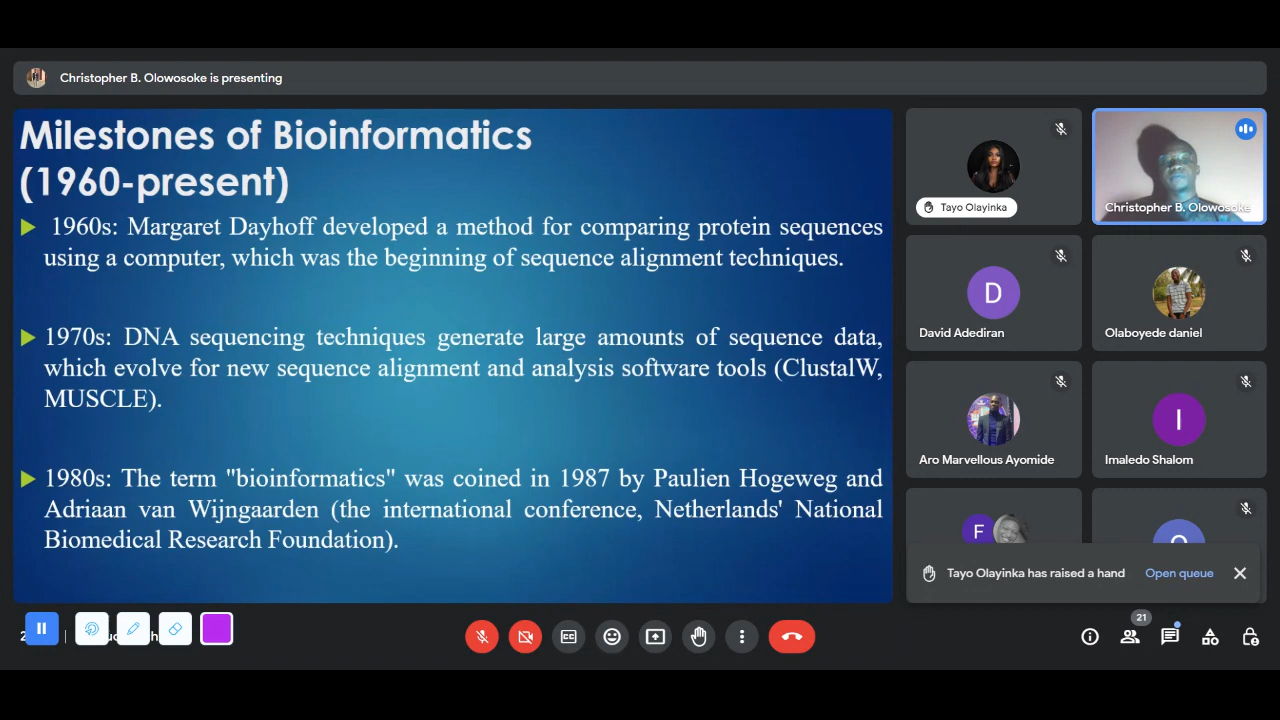 Christopher B. Olowosoke is presenting
Milestones of Bioinformatics
(1960-present)
1960s: Margaret Dayhoff developed a method for comparing protein sequences
using a computer, which was the beginning of sequence alignment techniques.
1970s: DNA sequencing techniques generate large amounts of sequence data,
which evolve for new sequence alignment and analysis software tools (ClustalW,
MUSCLE).
1980s: The term "bioinformatics" was coined in 1987 by Paulien Hogeweg and
Adriaan van Wijngaarden (the international conference, Netherlands' National
Biomedical Research Foundation).
Tayo Olayinka
Christopher B. Olowosoke
D
David Adediran
Olaboyede daniel
Aro Marvellous Ayomide
I
Imaledo Shalom
F
Tayo Olayinka has raised a hand
Open queue
21